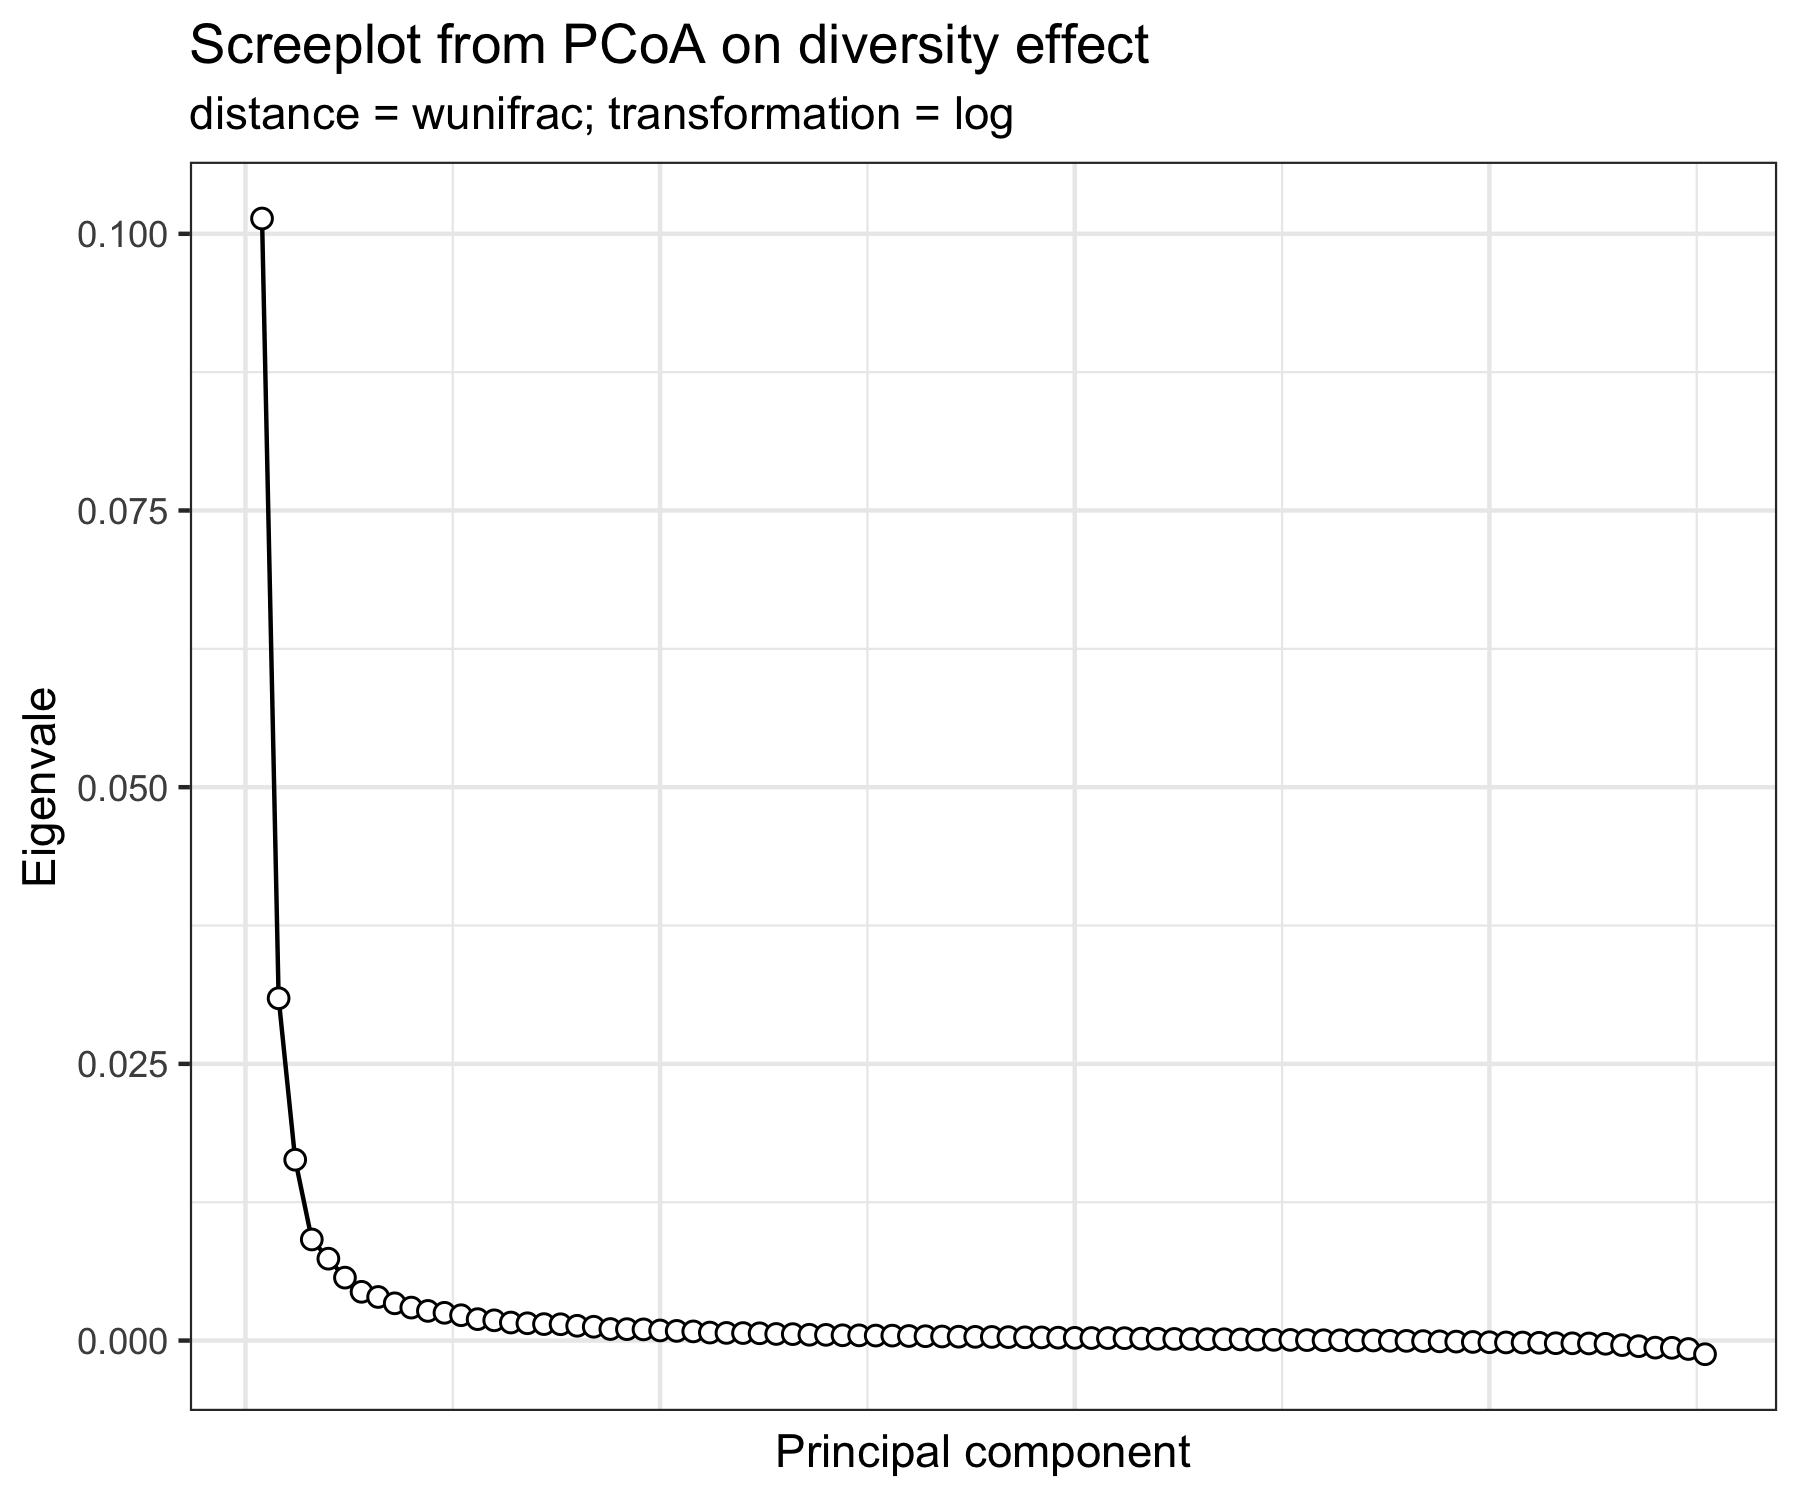 Screeplot from PCoA on diversity effect
distance = wunifrac; transformation = log
0.100
0.075
0.050
0.025
0.000
Eigenvale
Principal component